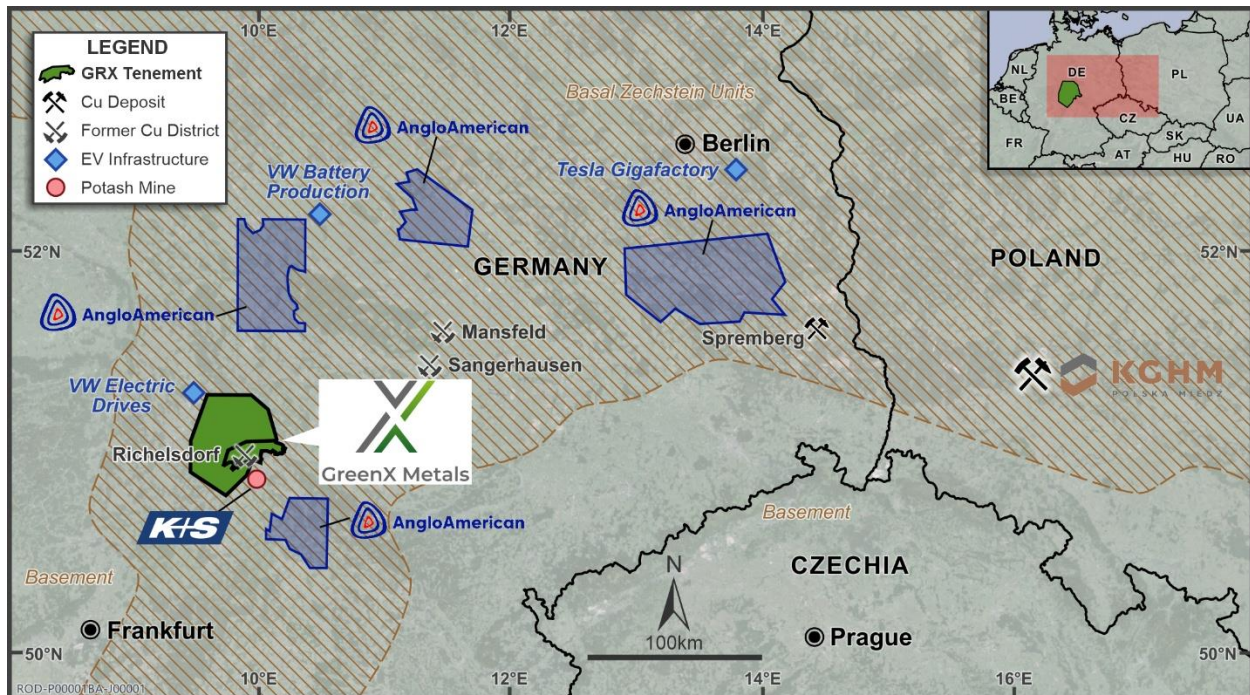 10°E
12°E
14°E
LEGEND
GRX Tenement
Cu Deposit
Former Cu District
EV Infrastructure
Potash Mine
NL
DE
PL
BE
CZ
UA
FR
SK
AT
HU
RO
Basal Zechstein Units
AngloAmerican
Berlin
VW Battery
Production
Tesla Gigafactory
AngloAmerican
52°N
GERMANY
POLAND
52°N
AngloAmerican
Mansfeld
Spremberg
Sangerhausen
VW Electric
Drives
KGHM
POLSKA MIEDŹ
Richelsdorf
GreenX Metals
K+S
AngloAmerican
Basement
Basement
CZECHIA
N
Frankfurt
100km
Prague
50°N
50°N
ROD-P00001BA-J00001
10°E
12°E
14°E
16°E